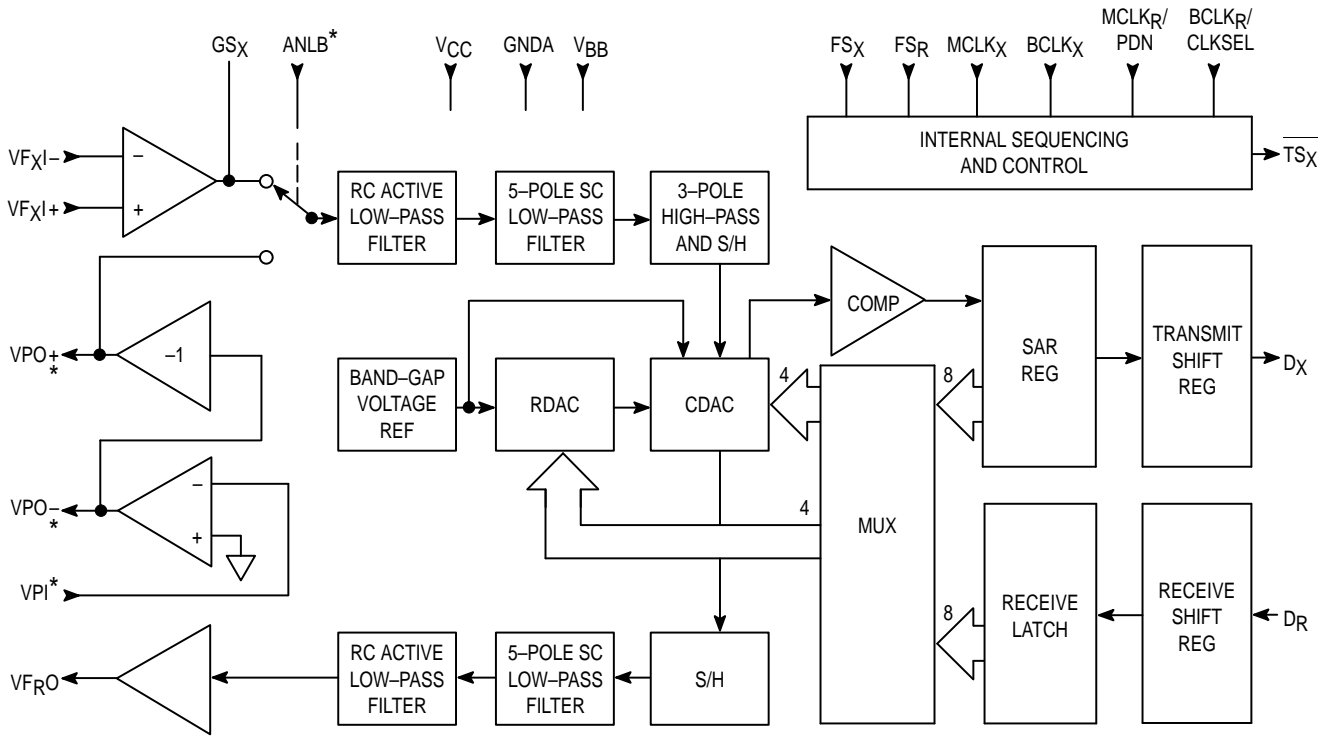 GSX
ANLB*
VCC
GNDA
VBB
FSX
FSR
MCLKX
BCLKX
MCLKR/
PDN
BCLKR/
CLKSEL
INTERNAL SEQUENCING
AND CONTROL
TSX
VFXI–
VFXI+
–
+
RC ACTIVE
LOW–PASS
FILTER
5–POLE SC
LOW–PASS
FILTER
3–POLE
HIGH–PASS
AND S/H
COMP
SAR
REG
TRANSMIT
SHIFT
REG
DX
VPO+
*
–1
BAND–GAP
VOLTAGE
REF
RDAC
CDAC
4
8
MUX
4
VPO–
*
–
+
VPI*
8
RECEIVE
LATCH
RECEIVE
SHIFT
REG
DR
VFRO
RC ACTIVE
LOW–PASS
FILTER
5–POLE SC
LOW–PASS
FILTER
S/H